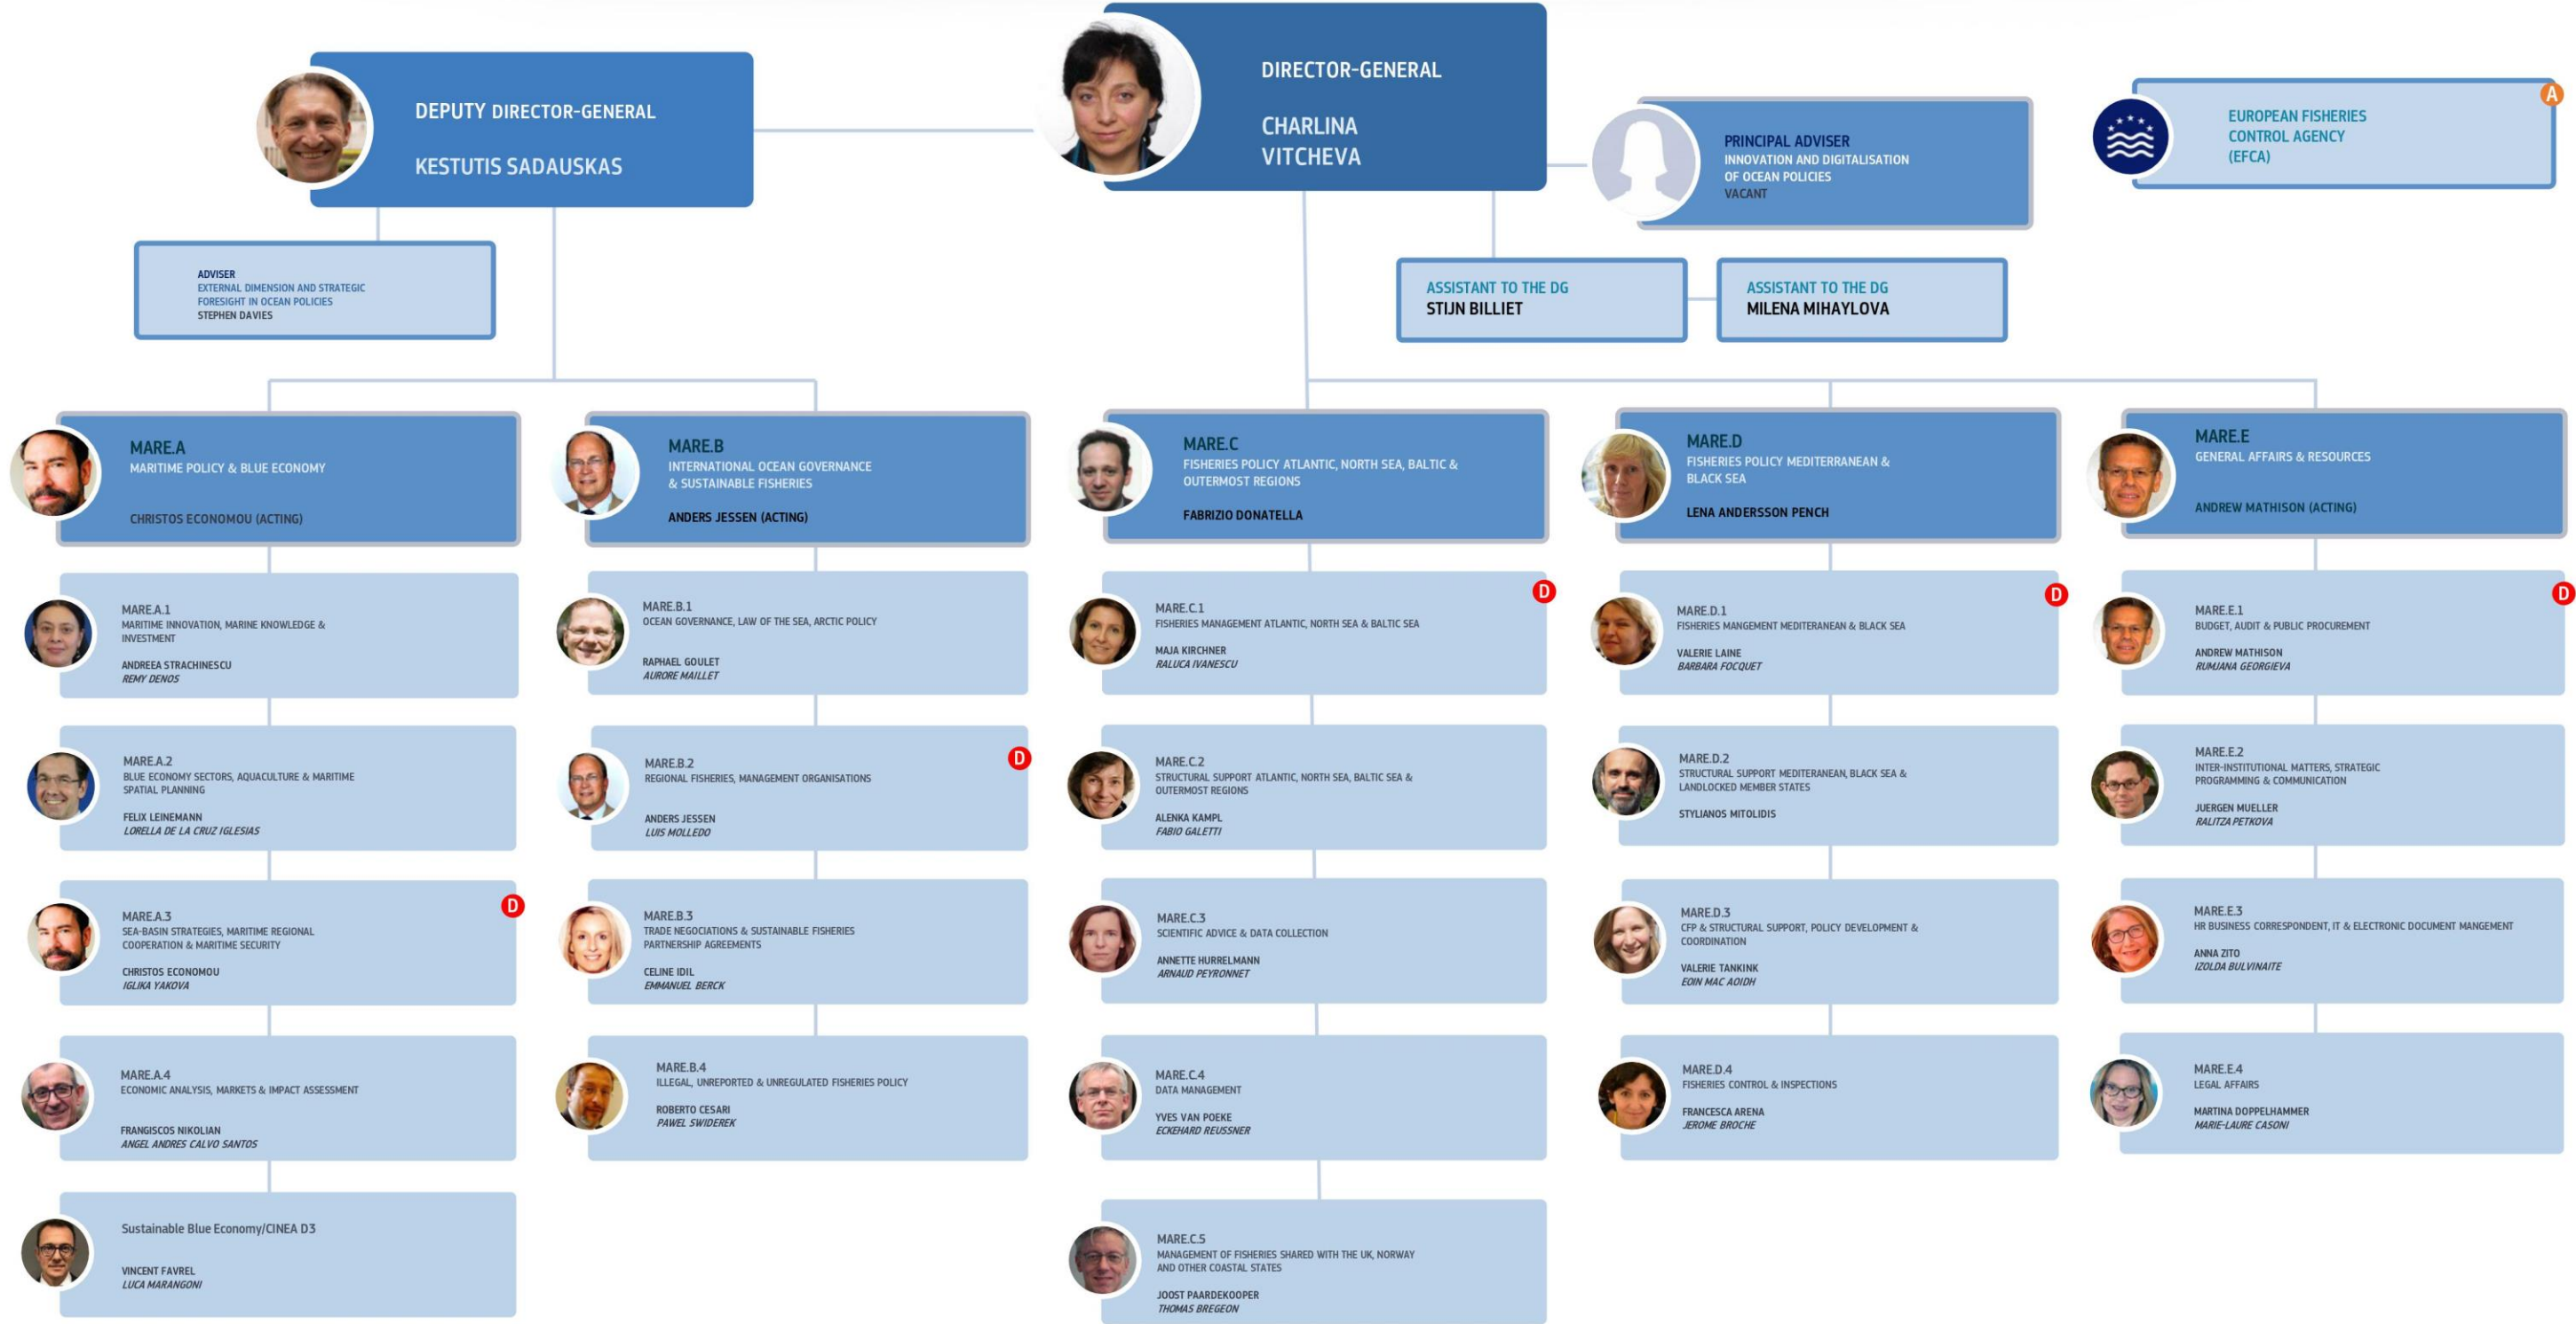 DEPUTY DIRECTOR-GENERAL
KESTUTIS SADAUSKAS
DIRECTOR-GENERAL
CHARLINA
VITCHEVA
PRINCIPAL ADVISER
INNOVATION AND DIGITALISATION
OF OCEAN POLICIES
VACANT
A
EUROPEAN FISHERIES
CONTROL AGENCY
(EFCA)
ADVISER
EXTERNAL DIMENSION AND STRATEGIC
FORESIGHT IN OCEAN POLICIES
STEPHEN DAVIES
ASSISTANT TO THE DG
STIJN BILLIET
ASSISTANT TO THE DG
MILENA MIHAYLOVA
MARE.A
MARITIME POLICY & BLUE ECONOMY
CHRISTOS ECONOMOU (ACTING)
MARE.A.1
MARITIME INNOVATION, MARINE KNOWLEDGE &
INVESTMENT
ANDREEA STRACHINESCU
REMY DENOS
MARE.A.2
BLUE ECONOMY SECTORS, AQUACULTURE & MARITIME
SPATIAL PLANNING
FELIX LEINEMANN
LORELLA DE LA CRUZ IGLESIAS
D
MARE.A.3
SEA-BASIN STRATEGIES, MARITIME REGIONAL
COOPERATION & MARITIME SECURITY
CHRISTOS ECONOMOU
IGLIKA YAKOVA
MARE.A.4
ECONOMIC ANALYSIS, MARKETS & IMPACT ASSESSMENT
FRANGISCOS NIKOLIAN
ANGEL ANDRES CALVO SANTOS
Sustainable Blue Economy/CINEA D3
VINCENT FAVREL
LUCA MARANGONI
MARE.B
INTERNATIONAL OCEAN GOVERNANCE
& SUSTAINABLE FISHERIES
ANDERS JESSEN (ACTING)
MARE.B.1
OCEAN GOVERNANCE, LAW OF THE SEA, ARCTIC POLICY
RAPHAEL GOULET
AURORE MAILLET
D
MARE.B.2
REGIONAL FISHERIES, MANAGEMENT ORGANISATIONS
ANDERS JESSEN
LUIS MOLLEDO
MARE.B.3
TRADE NEGOCIATIONS & SUSTAINABLE FISHERIES
PARTNERSHIP AGREEMENTS
CELINE IDIL
EMMANUEL BERCK
MARE.B.4
ILLEGAL, UNREPORTED & UNREGULATED FISHERIES POLICY
ROBERTO CESARI
PAWEL SWIDEREK
MARE.C
FISHERIES POLICY ATLANTIC, NORTH SEA, BALTIC &
OUTERMOST REGIONS
FABRIZIO DONATELLA
D
MARE.C.1
FISHERIES MANAGEMENT ATLANTIC, NORTH SEA & BALTIC SEA
MAJA KIRCHNER
RALUCA IVANESCU
MARE.C.2
STRUCTURAL SUPPORT ATLANTIC, NORTH SEA, BALTIC SEA &
OUTERMOST REGIONS
ALENKA KAMPL
FABIO GALETTI
MARE.C.3
SCIENTIFIC ADVICE & DATA COLLECTION
ANNETTE HURRELMANN
ARNAUD PEYRONNET
MARE.C.4
DATA MANAGEMENT
YVES VAN POEKE
ECKEHARD REUSSNER
MARE.C.5
MANAGEMENT OF FISHERIES SHARED WITH THE UK, NORWAY
AND OTHER COASTAL STATES
JOOST PAARDEKOOPER
THOMAS BREGEON
MARE.D
FISHERIES POLICY MEDITERRANEAN &
BLACK SEA
LENA ANDERSSON PENCH
D
MARE.D.1
FISHERIES MANGEMENT MEDITERANEAN & BLACK SEA
VALERIE LAINE
BARBARA FOCQUET
MARE.D.2
STRUCTURAL SUPPORT MEDITERANEAN, BLACK SEA &
LANDLOCKED MEMBER STATES
STYLIANOS MITOLIDIS
MARE.D.3
CFP & STRUCTURAL SUPPORT, POLICY DEVELOPMENT &
COORDINATION
VALERIE TANKINK
EOIN MAC AOIDH
MARE.D.4
FISHERIES CONTROL & INSPECTIONS
FRANCESCA ARENA
JEROME BROCHE
MARE.E
GENERAL AFFAIRS & RESOURCES
ANDREW MATHISON (ACTING)
D
MARE.E.1
BUDGET, AUDIT & PUBLIC PROCUREMENT
ANDREW MATHISON
RUMJANA GEORGIEVA
MARE.E.2
INTER-INSTITUTIONAL MATTERS, STRATEGIC
PROGRAMMING & COMMUNICATION
JUERGEN MUELLER
RALITZA PETKOVA
MARE.E.3
HR BUSINESS CORRESPONDENT, IT & ELECTRONIC DOCUMENT MANGEMENT
ANNA ZITO
IZOLDA BULVINAITE
MARE.E.4
LEGAL AFFAIRS
MARTINA DOPPELHAMMER
MARIE-LAURE CASONI